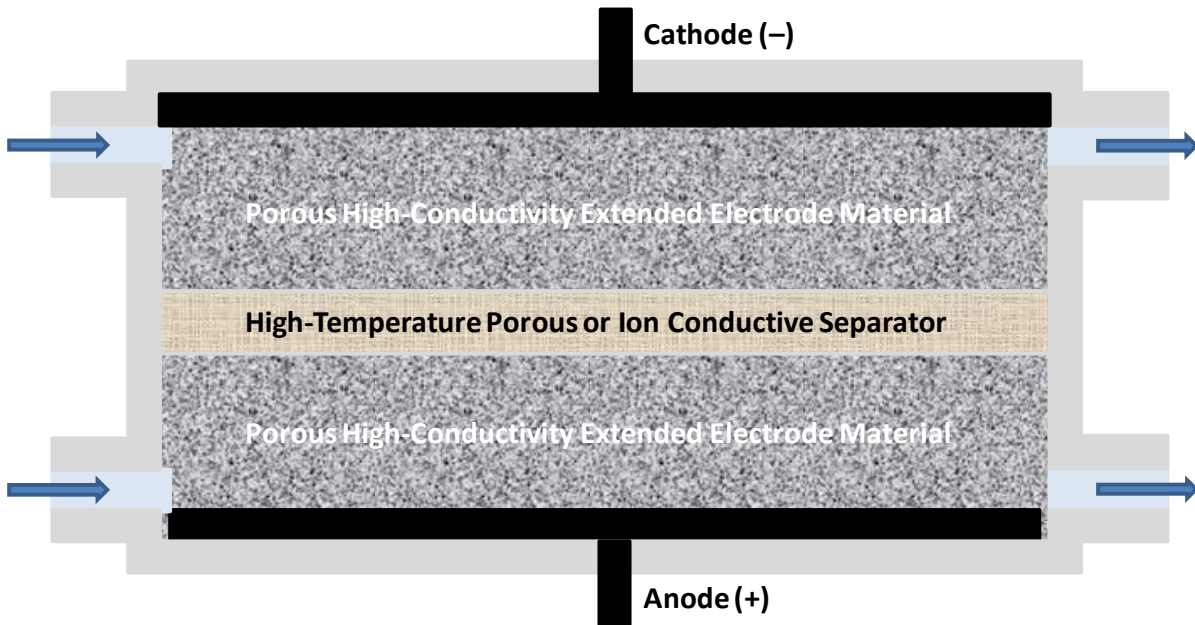 Cathode (–)
Porous High-Conductivity Extended Electrode Material
High-Temperature Porous or Ion Conductive Separator
Porous High-Conductivity Extended Electrode Material
Anode (+)